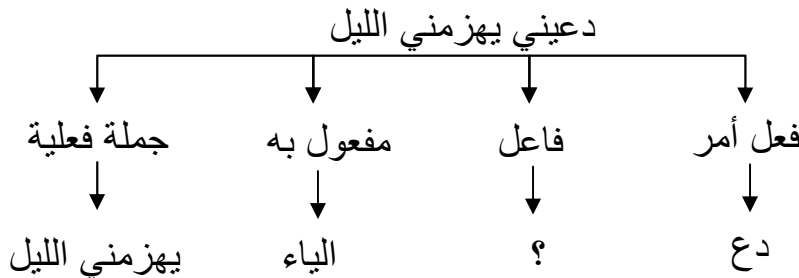 دعيني يهزمني الليل
فعل أمر فاعل مفعول به جملة فعلية
دع ؟ الياء يهزمني الليل